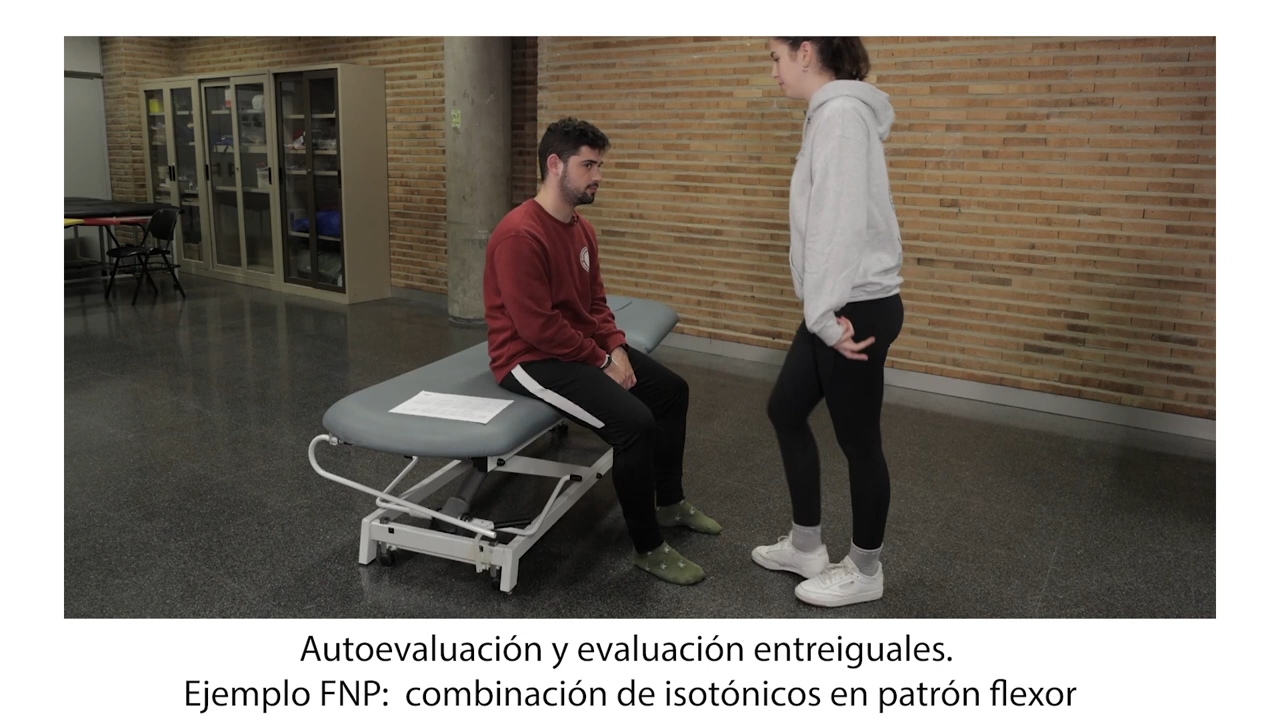 Autoevaluación y evaluación entreiguales.
Ejemplo FNP:  combinación de isotónicos en patrón flexor